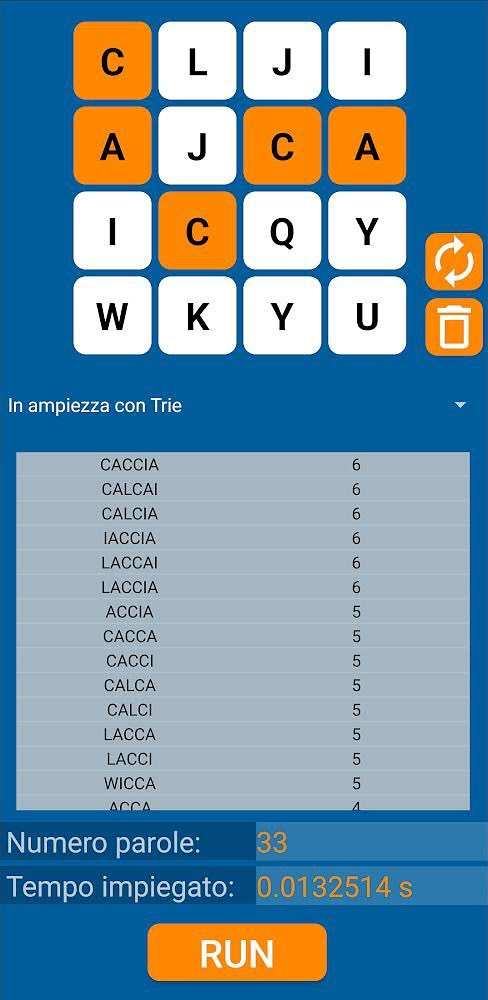 C L J I
A J C A
I C Q Y
W K Y U
In ampiezza con Trie
CACCIA 6
CALCAI 6
CALCIA 6
IACCIA 6
LACCAI 6
LACCIA 6
ACCIA 5
CACCA 5
CACCI 5
CALCA 5
CALCI 5
LACCA 5
LACCI 5
WICCA 5
ACCA 4
Numero parole: 33
Tempo impiegato: 0.0132514 s
RUN